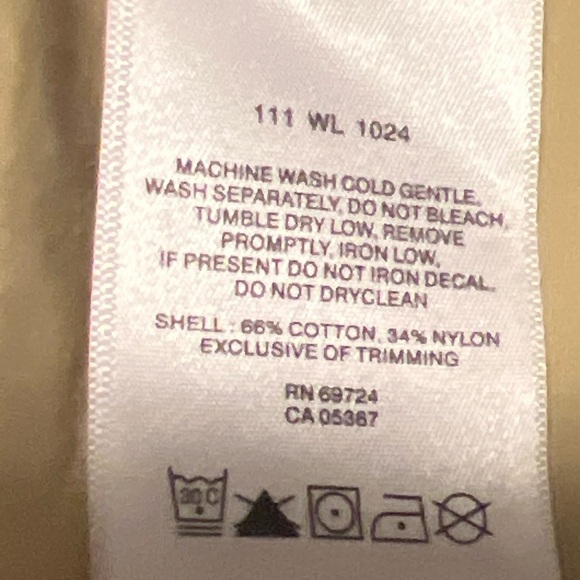 111 WL 1024
MACHINE WASH COLD GENTLE,
WASH SEPARATELY, DO NOT BLEACH,
TUMBLE DRY LOW, REMOVE
PROMPTLY, IRON LOW,
IF PRESENT DO NOT IRON DECAL.
DO NOT DRYCLEAN
SHELL : 66% COTTON, 34% NYLON
EXCLUSIVE OF TRIMMING
RN 69724
CA 05367
30 C